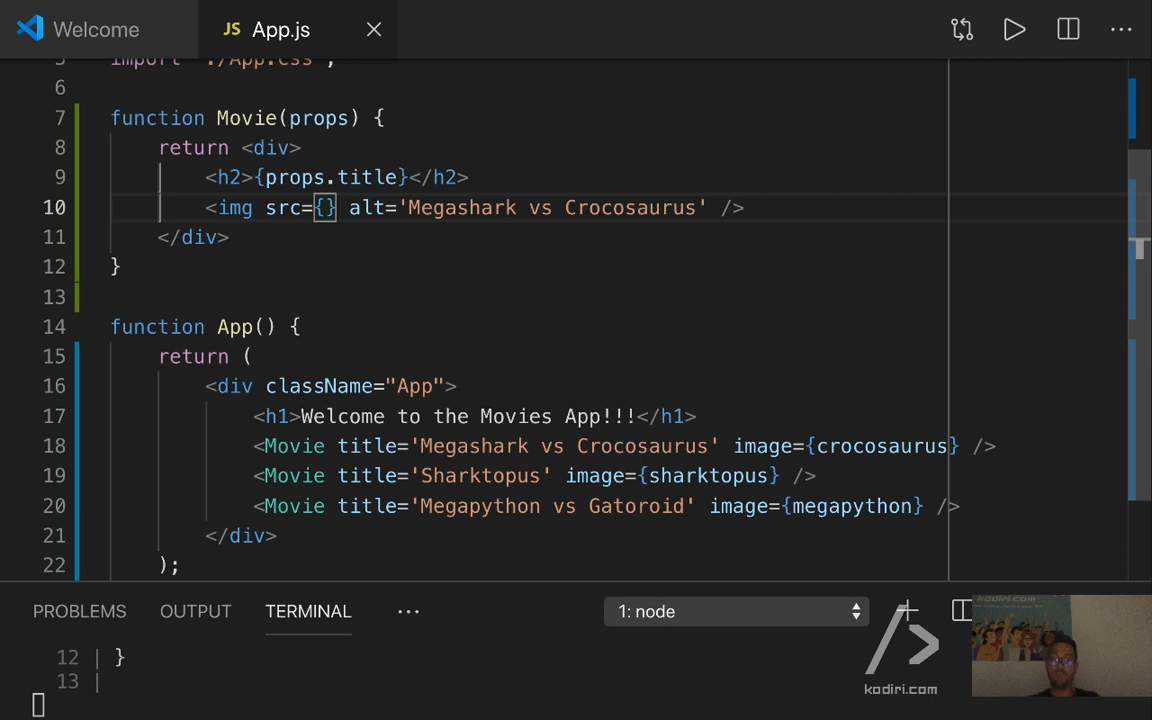 Welcome
JS App.js
5 import './App.css';
6
7 function Movie(props) {
8 return <div>
9 <h2>{props.title}</h2>
10 <img src={} alt='Megashark vs Crocosaurus' />
11 </div>
12 }
13
14 function App() {
15 return (
16 <div className="App">
17 <h1>Welcome to the Movies App!!!</h1>
18 <Movie title='Megashark vs Crocosaurus' image={crocosaurus} />
19 <Movie title='Sharktopus' image={sharktopus} />
20 <Movie title='Megapython vs Gatoroid' image={megapython} />
21 </div>
22 );
PROBLEMS OUTPUT TERMINAL ··· 1: node
12 | }
13 |
kodiri.com
kodiri.com